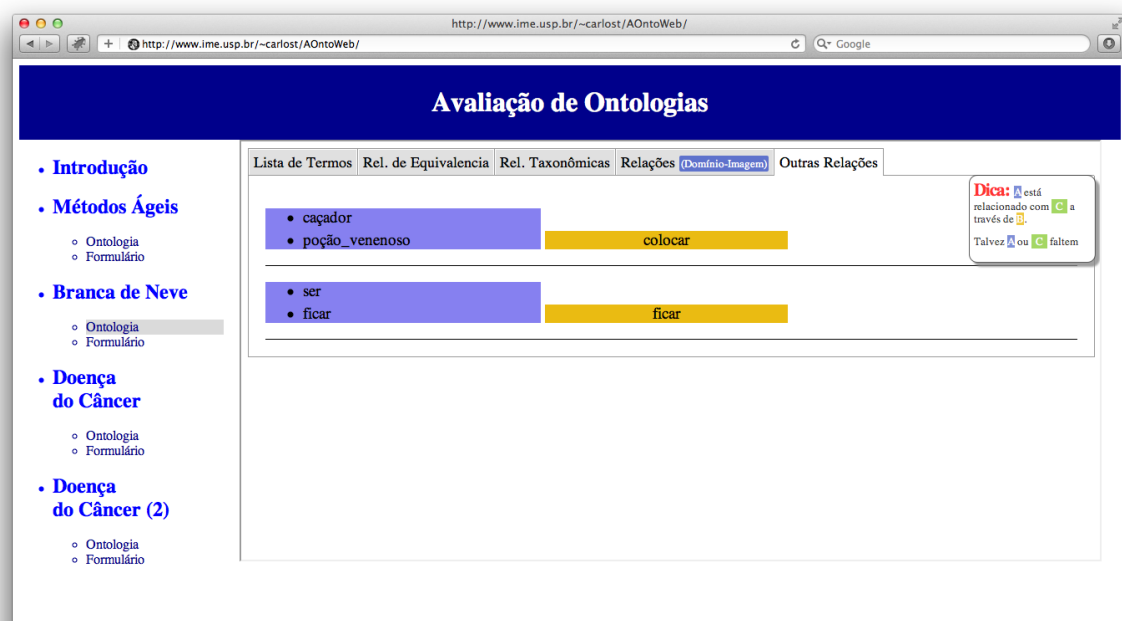 http://www.ime.usp.br/~carlost/AOntoWeb/
http://www.ime.usp.br/~carlost/AOntoWeb/
Google
Avaliação de Ontologias
Introdução
Métodos Ágeis
Ontologia
Formulário
Branca de Neve
Ontologia
Formulário
Doença
do Câncer
Ontologia
Formulário
Doença
do Câncer (2)
Ontologia
Formulário
Lista de Termos Rel. de Equivalencia Rel. Taxonômicas Relações (Domínio-Imagem) Outras Relações
caçador
poção_venenoso colocar
ser
ficar ficar
Dica: A está
relacionado com C a
través de B.
Talvez A ou C faltem